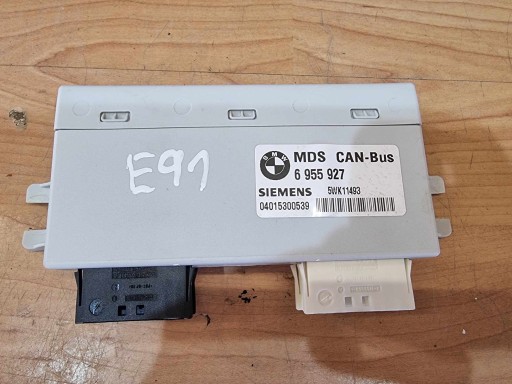 E91
BMW
MDS CAN-Bus
6 955 927
SIEMENS 5WK11493
04015300539